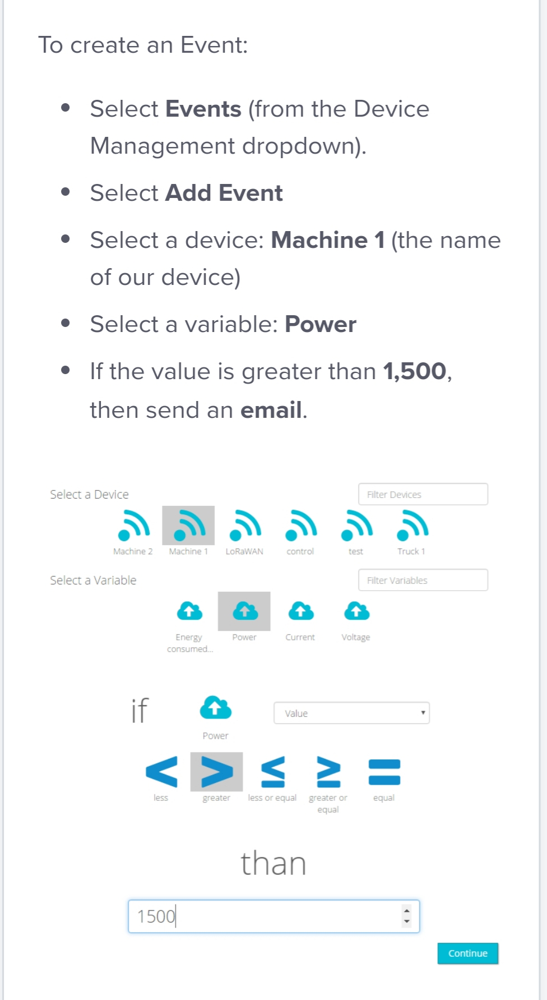 To create an Event:
Select Events (from the Device
Management dropdown).
Select Add Event
Select a device: Machine 1 (the name
of our device)
Select a variable: Power
If the value is greater than 1,500,
then send an email.
Select a Device
Filter Devices
Machine 2 Machine 1 LoRaWAN control test Truck 1
Select a Variable
Filter Variables
Energy Power Current Voltage
consumed...
if Value
Power
< > ≤ ≥ =
less greater less or equal greater or equal
equal
than
1500
Continue